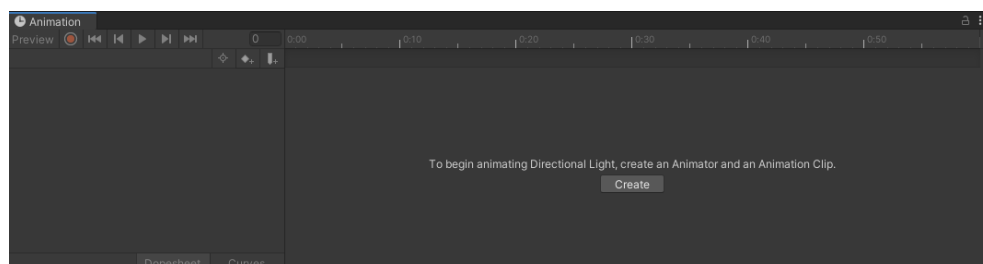 Animation
Preview 0 0:00 0:10 0:20 0:30 0:40 0:50
To begin animating Directional Light, create an Animator and an Animation Clip.
Create
Dopesheet Curves